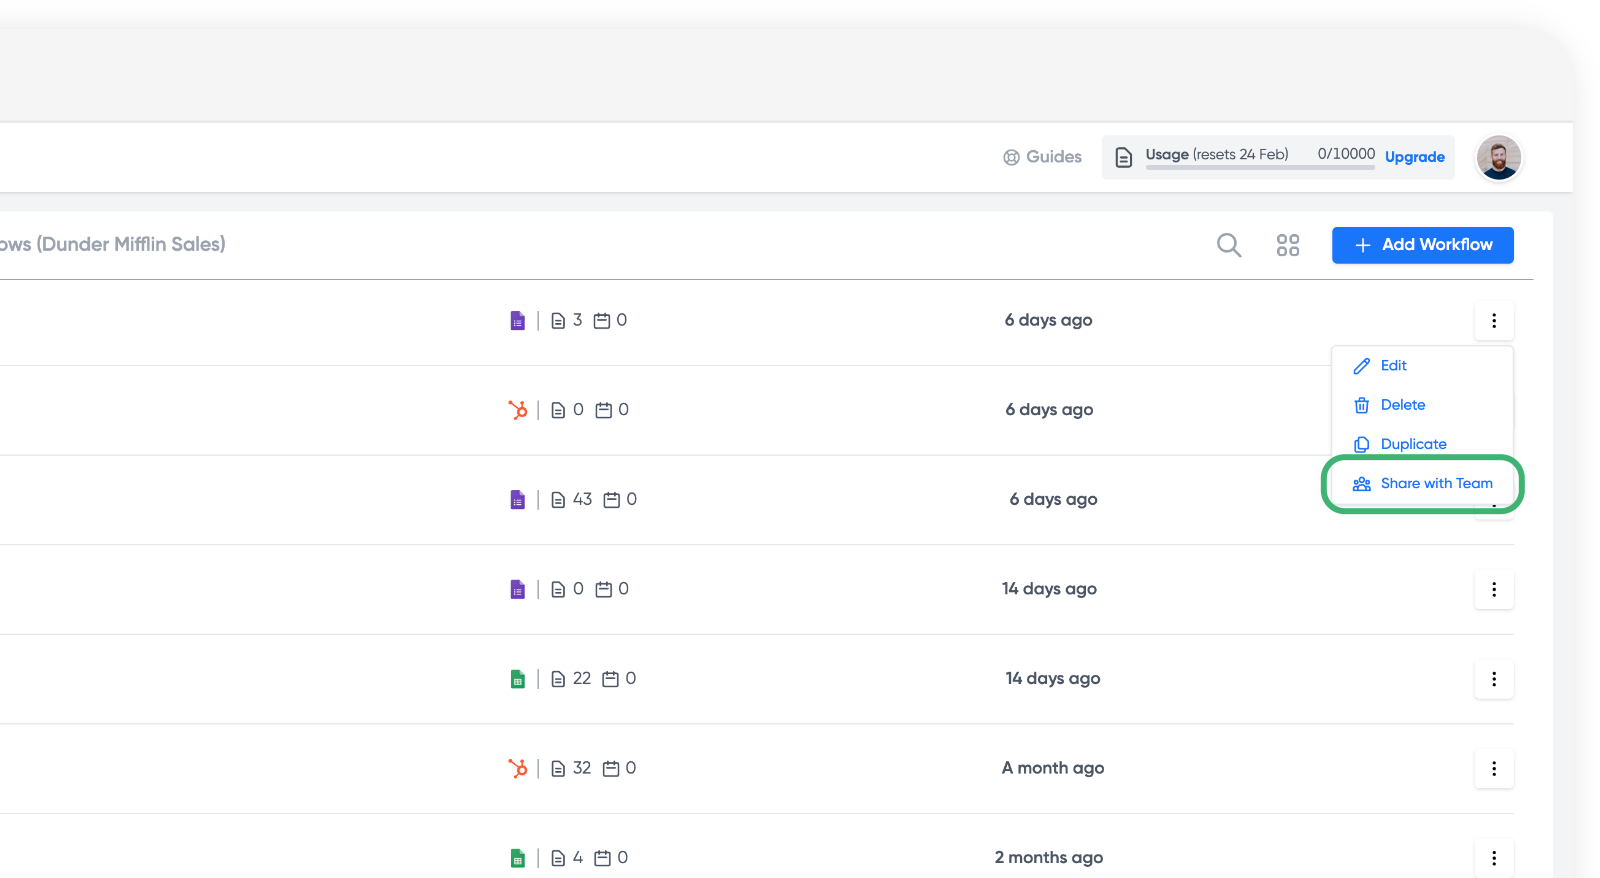 Guides
Usage (resets 24 Feb) 0/10000 Upgrade
ows (Dunder Mifflin Sales)
Add Workflow
3 0 6 days ago
Edit
0 0 6 days ago
Delete
Duplicate
Share with Team
43 0 6 days ago
0 0 14 days ago
22 0 14 days ago
32 0 A month ago
4 0 2 months ago